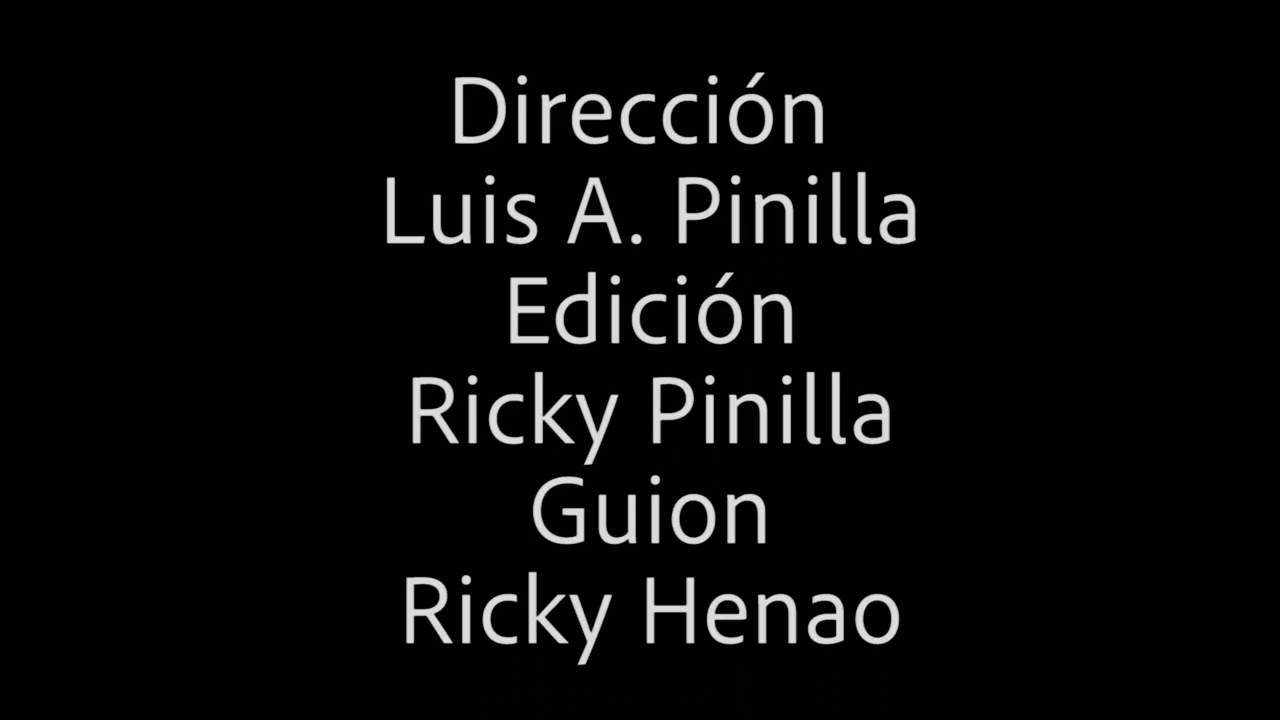 Dirección
Luis A. Pinilla
Edición
Ricky Pinilla
Guion
Ricky Henao